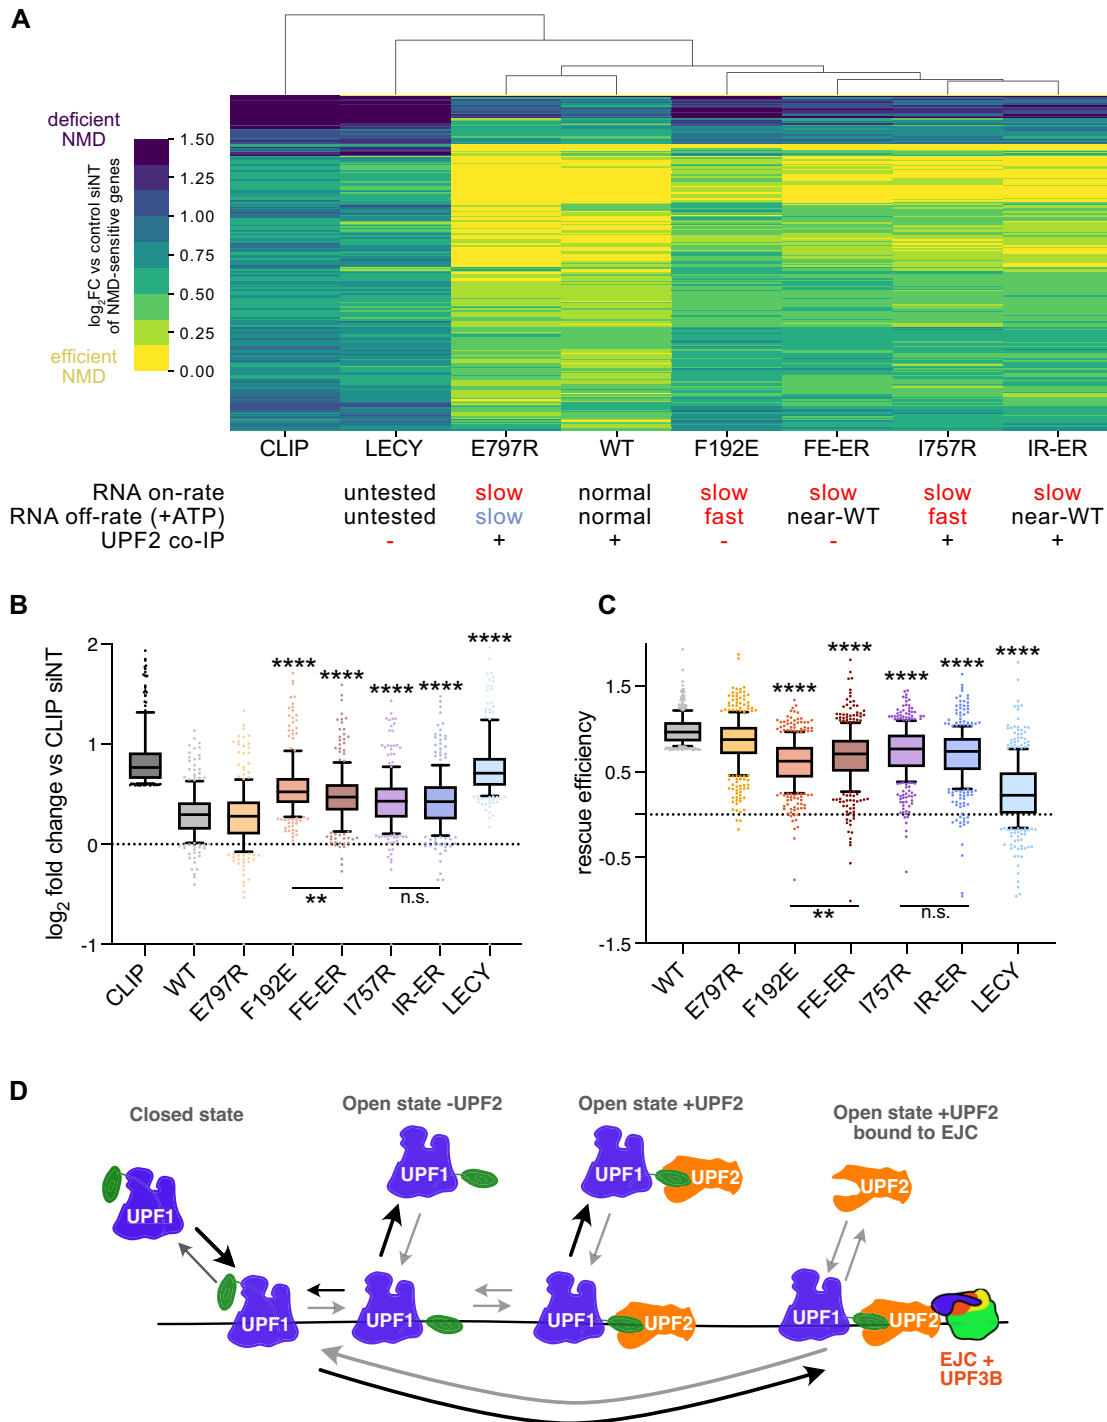 A
deficient
NMD
efficient
NMD
log₂FC vs control siNT
of NMD-sensitive genes
1.50
1.25
1.00
0.75
0.50
0.25
0.00
CLIP LECY E797R WT F192E FE-ER I757R IR-ER
RNA on-rate untested slow normal slow slow slow slow
RNA off-rate (+ATP) untested slow normal fast near-WT fast near-WT
UPF2 co-IP - + + - - + +
B
log₂ fold change vs CLIP siNT
2
1
0
-1
**** **** **** **** ****
** n.s.
CLIP WT E797R F192E FE-ER I757R IR-ER LECY
C
rescue efficiency
1.5
0.5
-0.5
-1.5
**** **** **** **** ****
** n.s.
WT E797R F192E FE-ER I757R IR-ER LECY
D
Closed state
Open state -UPF2
Open state +UPF2
Open state +UPF2
bound to EJC
UPF1
UPF1
UPF1 UPF2
UPF2
UPF1
UPF1
UPF1 UPF2
UPF1 UPF2
EJC +
UPF3B